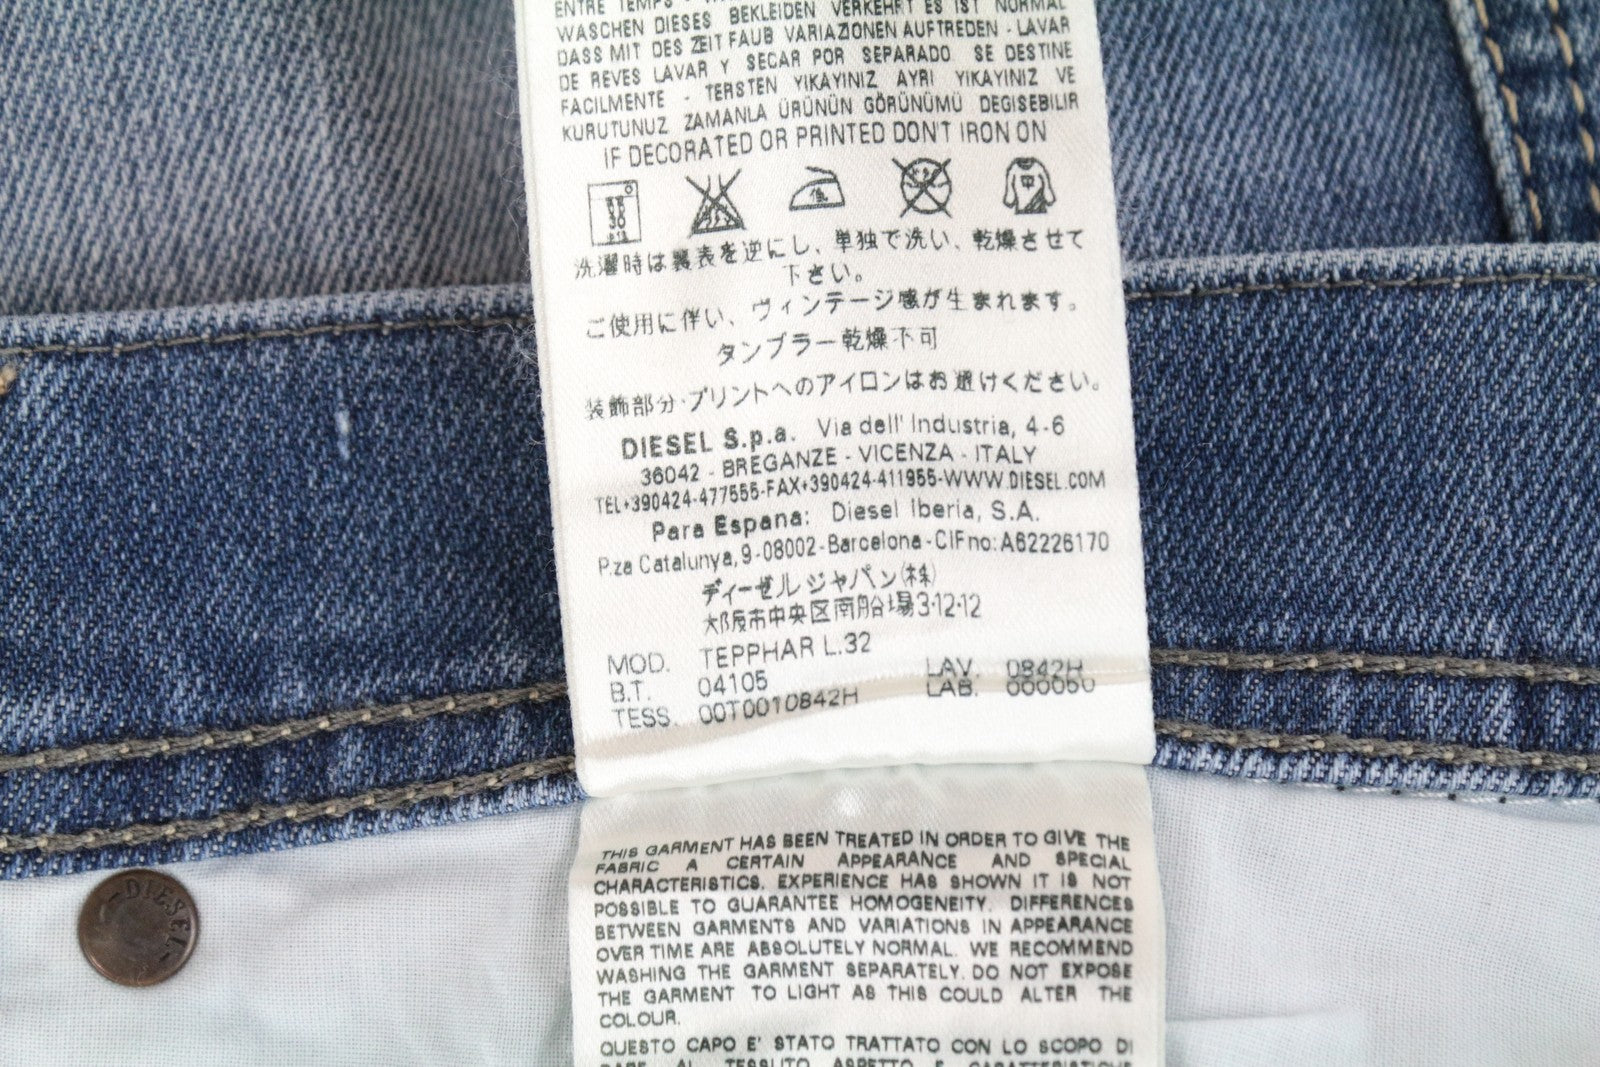 ENTRE TEMPS -
WASCHEN DIESES BEKLEIDEN VERKEHRT ES IST NORMAL
DASS MIT DES ZEIT FAUB VARIAZIONEN AUFTREDEN - LAVAR
DE REVES LAVAR Y SECAR POR SEPARADO SE DESTINE
FACILMENTE - TERSTEN YIKAYINIZ AYRI YIKAYINIZ VE
KURUTUNUZ ZAMANLA ÜRÜNÜN GÖRÜNÜMÜ DEGISEBILIR
IF DECORATED OR PRINTED DON'T IRON ON
洗濯時は裏表を逆にし、単独で洗い、乾燥させて
下さい。
ご使用に伴い、ヴィンテージ感が生まれます。
タンブラー乾燥不可
装飾部分・プリントへのアイロンはお避けください。
DIESEL S.p.a. Via dell' Industria, 4-6
36042 - BREGANZE - VICENZA - ITALY
TEL+390424-477555-FAX+390424-411955-WWW.DIESEL.COM
Para Espana: Diesel Iberia, S.A.
P.za Catalunya,9-08002-Barcelona-CIF no: A62226170
ディーゼルジャパン(株)
大阪市中央区南船場3-12-12
MOD. TEPPHAR L.32
B.T. 04105 LAV. 0842H
TESS. 00T0010842H LAB. 000060
THIS GARMENT HAS BEEN TREATED IN ORDER TO GIVE THE
FABRIC A CERTAIN APPEARANCE AND SPECIAL
CHARACTERISTICS. EXPERIENCE HAS SHOWN IT IS NOT
POSSIBLE TO GUARANTEE HOMOGENEITY. DIFFERENCES
BETWEEN GARMENTS AND VARIATIONS IN APPEARANCE
OVER TIME ARE ABSOLUTELY NORMAL. WE RECOMMEND
WASHING THE GARMENT SEPARATELY. DO NOT EXPOSE
THE GARMENT TO LIGHT AS THIS COULD ALTER THE
COLOUR.
QUESTO CAPO E' STATO TRATTATO CON LO SCOPO DI
DARE AL TESSUTO ASPETTO E CARATTERISTICHE
DIESEL